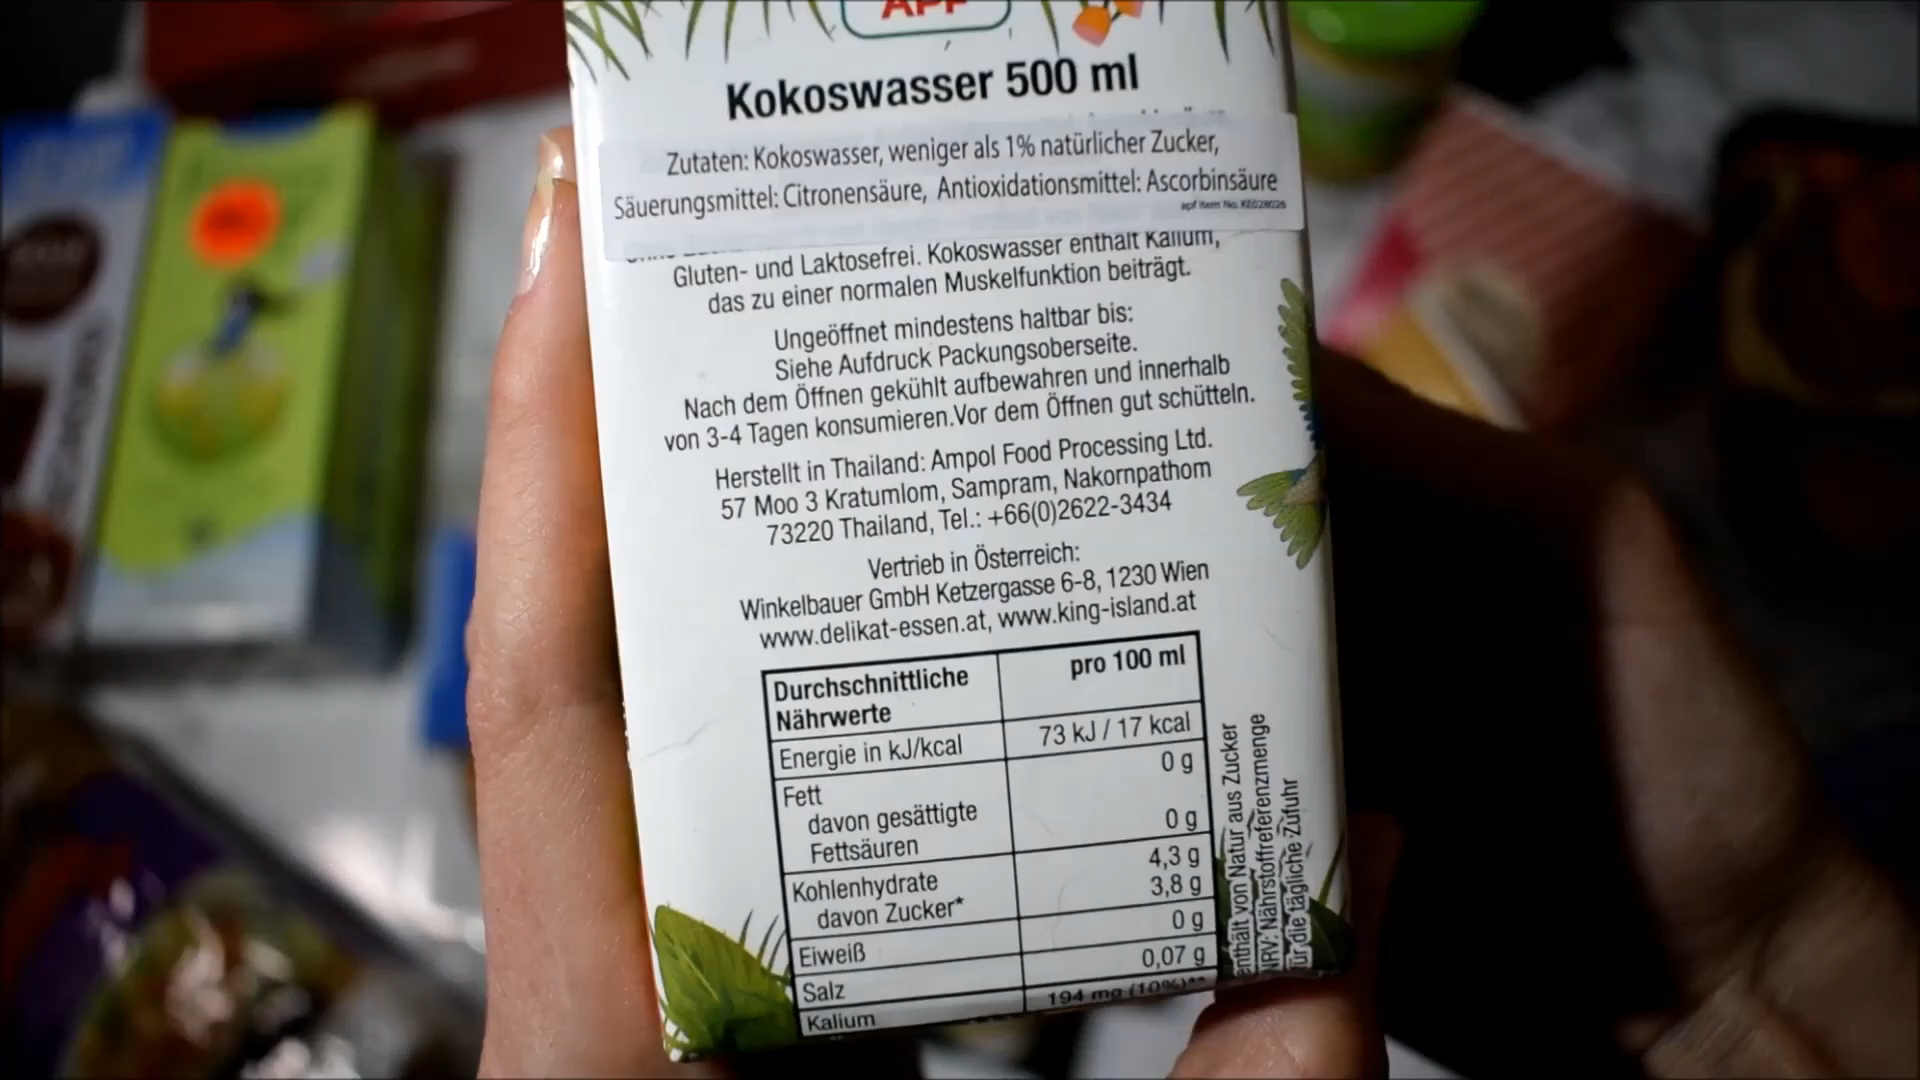 APF
Kokoswasser 500 ml
Zutaten: Kokoswasser, weniger als 1% natürlicher Zucker,
Säuerungsmittel: Citronensäure, Antioxidationsmittel: Ascorbinsäure
apf Item No. KE028026
Gluten- und Laktosefrei. Kokoswasser enthält Kalium,
das zu einer normalen Muskelfunktion beiträgt.
Ungeöffnet mindestens haltbar bis:
Siehe Aufdruck Packungsoberseite.
Nach dem Öffnen gekühlt aufbewahren und innerhalb
von 3-4 Tagen konsumieren.Vor dem Öffnen gut schütteln.
Herstellt in Thailand: Ampol Food Processing Ltd.
57 Moo 3 Kratumlom, Sampram, Nakornpathom
73220 Thailand, Tel.: +66(0)2622-3434
Vertrieb in Österreich:
Winkelbauer GmbH Ketzergasse 6-8, 1230 Wien
www.delikat-essen.at, www.king-island.at
Durchschnittliche
Nährwerte
pro 100 ml
Energie in kJ/kcal
73 kJ / 17 kcal
Fett
0 g
davon gesättigte
Fettsäuren
0 g
Kohlenhydrate
4,3 g
davon Zucker*
3,8 g
Eiweiß
0 g
Salz
0,07 g
Kalium
194 mg (10%)**
enthält von Natur aus Zucker
NRV: Nährstoffreferenzmenge
für die tägliche Zufuhr